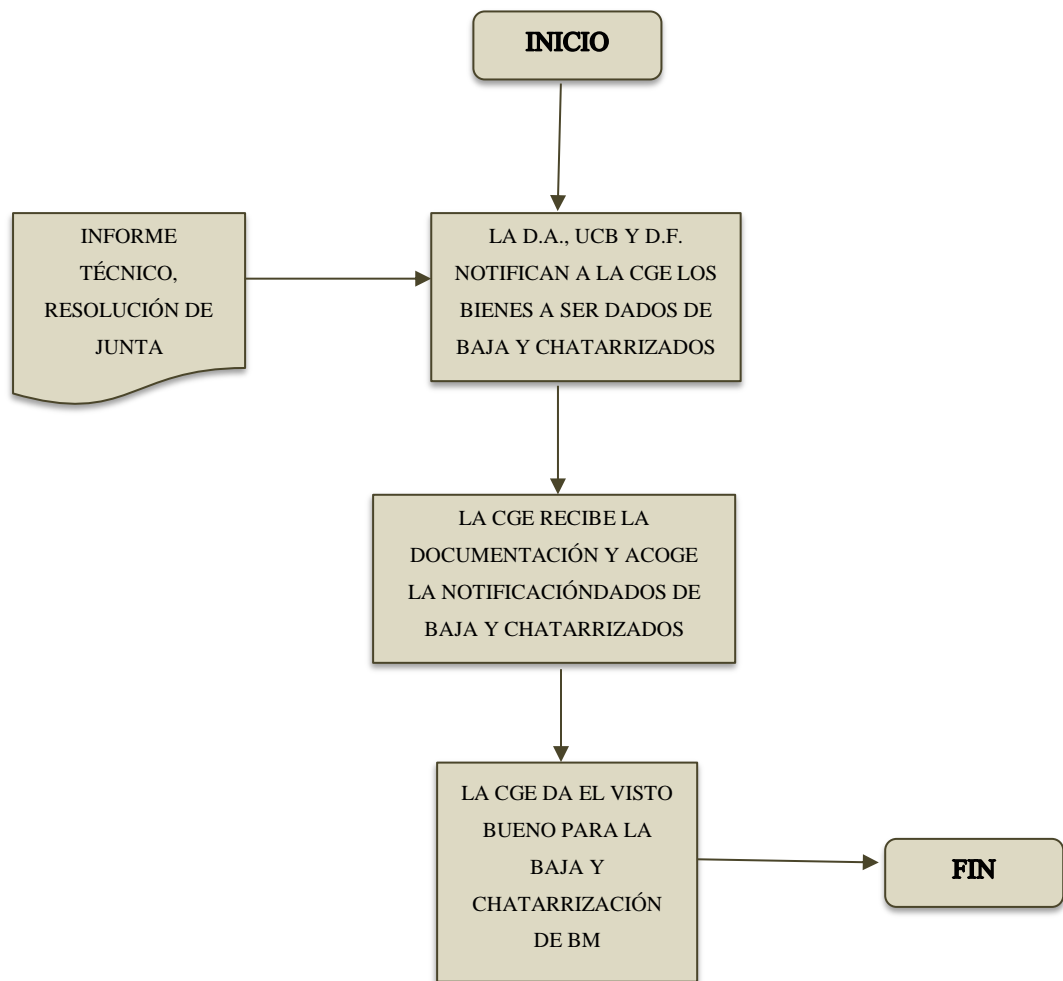 INICIO
INFORME
TÉCNICO,
RESOLUCIÓN DE
JUNTA
LA D.A., UCB Y D.F.
NOTIFICAN A LA CGE LOS
BIENES A SER DADOS DE
BAJA Y CHATARRIZADOS
LA CGE RECIBE LA
DOCUMENTACIÓN Y ACOGE
LA NOTIFICACIÓNDADOS DE
BAJA Y CHATARRIZADOS
LA CGE DA EL VISTO
BUENO PARA LA
BAJA Y
CHATARRIZACIÓN
DE BM
FIN